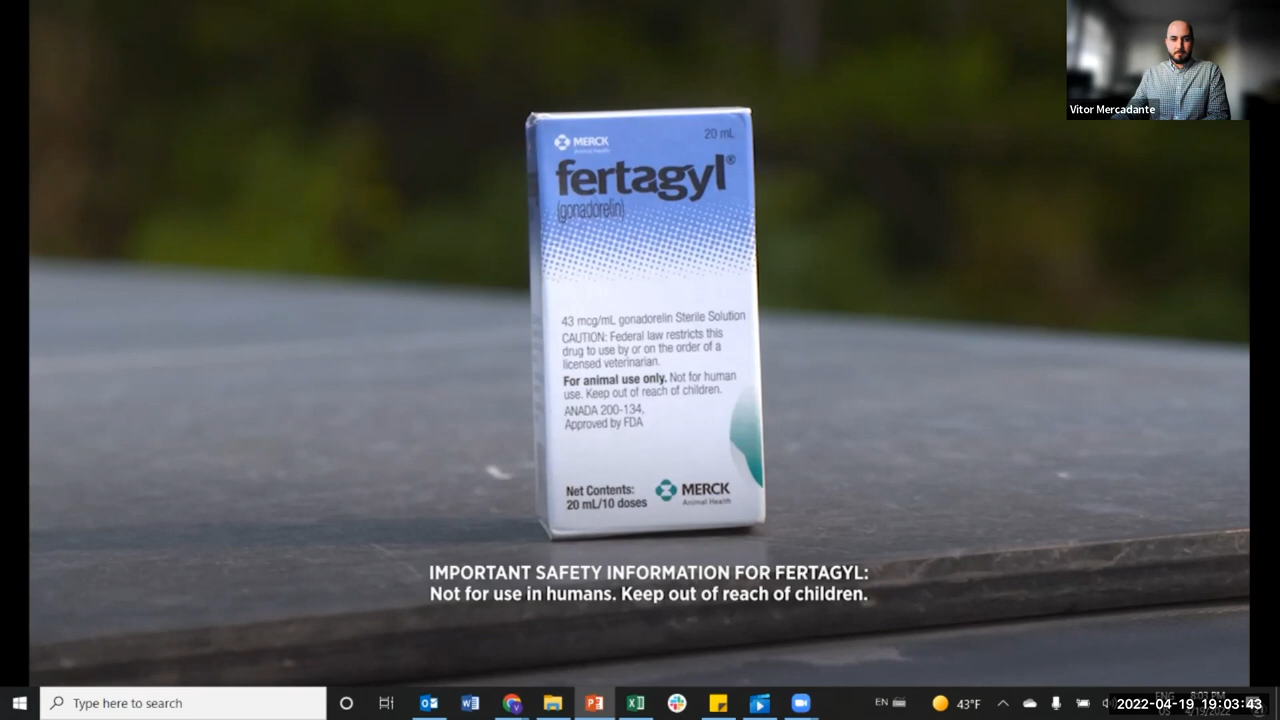 Vitor Mercadante
MERCK
Animal Health
20 mL
fertagyl®
(gonadorelin)
43 mcg/mL gonadorelin Sterile Solution
CAUTION: Federal law restricts this
drug to use by or on the order of a
licensed veterinarian.
For animal use only. Not for human
use. Keep out of reach of children.
ANADA 200-134,
Approved by FDA
Net Contents:
20 mL/10 doses
MERCK
Animal Health
IMPORTANT SAFETY INFORMATION FOR FERTAGYL:
Not for use in humans. Keep out of reach of children.
Type here to search
EN
43°F
2022-04-19 19:03:43